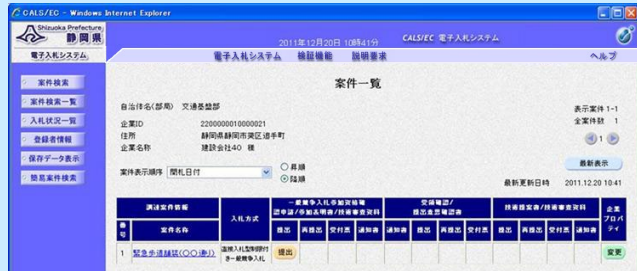 CALS/EC - Windows Internet Explorer
Shizuoka Prefecture
静岡県
2011年12月20日 10時41分
CALS/EC 電子入札システム
電子入札システム
電子入札システム 検証機能 説明要求
ヘルプ
案件検索
案件検索一覧
入札状況一覧
登録者情報
保存データ表示
簡易案件検索
案件一覧
自治体名(部局) 交通基盤部
表示案件 1-1
企業ID 2200000010000021
全案件数 1
住所 静岡県静岡市葵区追手町
企業名称 建設会社40 様
1
案件表示順序 開札日付
昇順
降順
最新表示
最新更新日時 2011.12.20 10:41
調達案件情報
入札方式
一般競争入札参加資格確認申請/参加表明書/技術審査資料
受領確認/提出意思確認書
技術提案書/技術審査資料
企業プロパティ
番号
案件名称
提出 再提出 受付票 通知書 通知書 提出 受付票 提出 再提出 受付票 通知書
1 緊急歩道舗装(○○通り)
付き一般競争入札
提出
変更